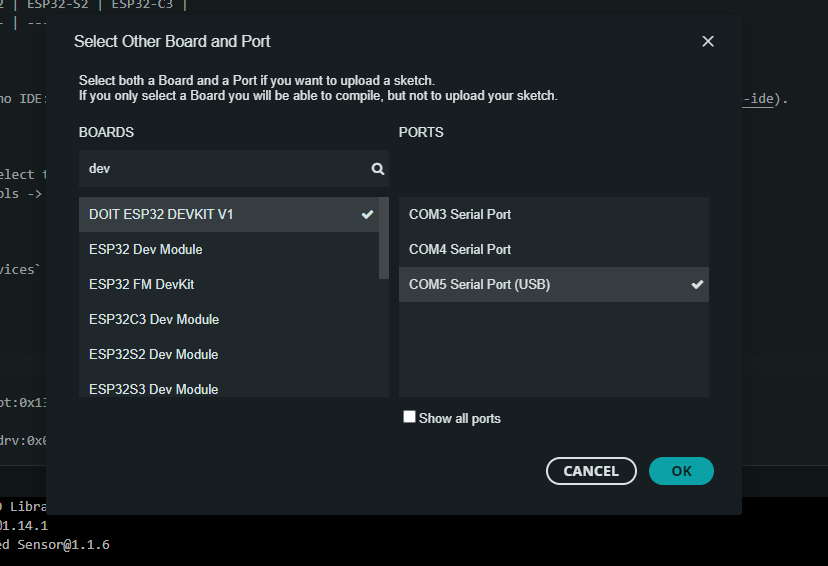 2 | ESP32-S2 | ESP32-C3 |
- | ---
Select Other Board and Port
Select both a Board and a Port if you want to upload a sketch.
If you only select a Board you will be able to compile, but not to upload your sketch.
no IDE:
-ide).
BOARDS
PORTS
dev
elect t
ols ->
DOIT ESP32 DEVKIT V1
COM3 Serial Port
ESP32 Dev Module
COM4 Serial Port
vices`
ESP32 FM DevKit
COM5 Serial Port (USB)
ESP32C3 Dev Module
ESP32S2 Dev Module
ESP32S3 Dev Module
ot:0x13
Show all ports
drv:0x0
CANCEL
OK
O Libra
@1.14.1
ed Sensor@1.1.6